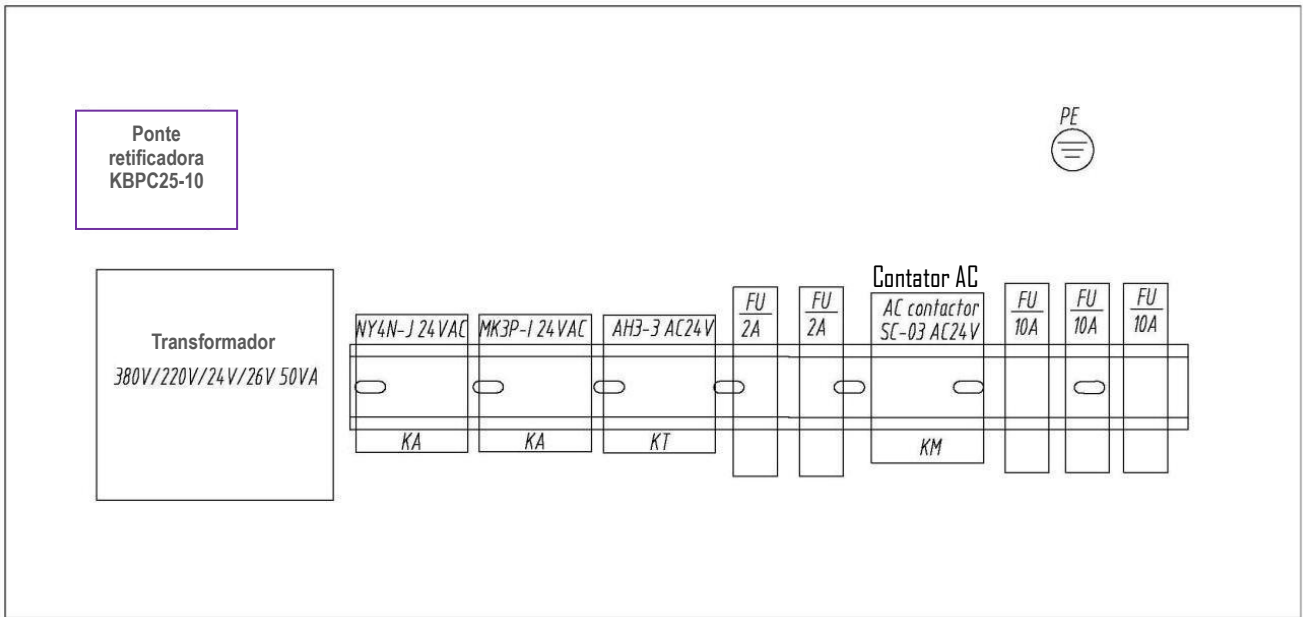 Ponte
retificadora
KBPC25-10
PE
Transformador
380V/220V/24V/26V 50VA
NY4N-J 24VAC
KA
MK3P-I 24VAC
KA
AH3-3 AC24V
KT
FU
2A
FU
2A
Contator AC
AC contactor
SC-03 AC24V
KM
FU
10A
FU
10A
FU
10A